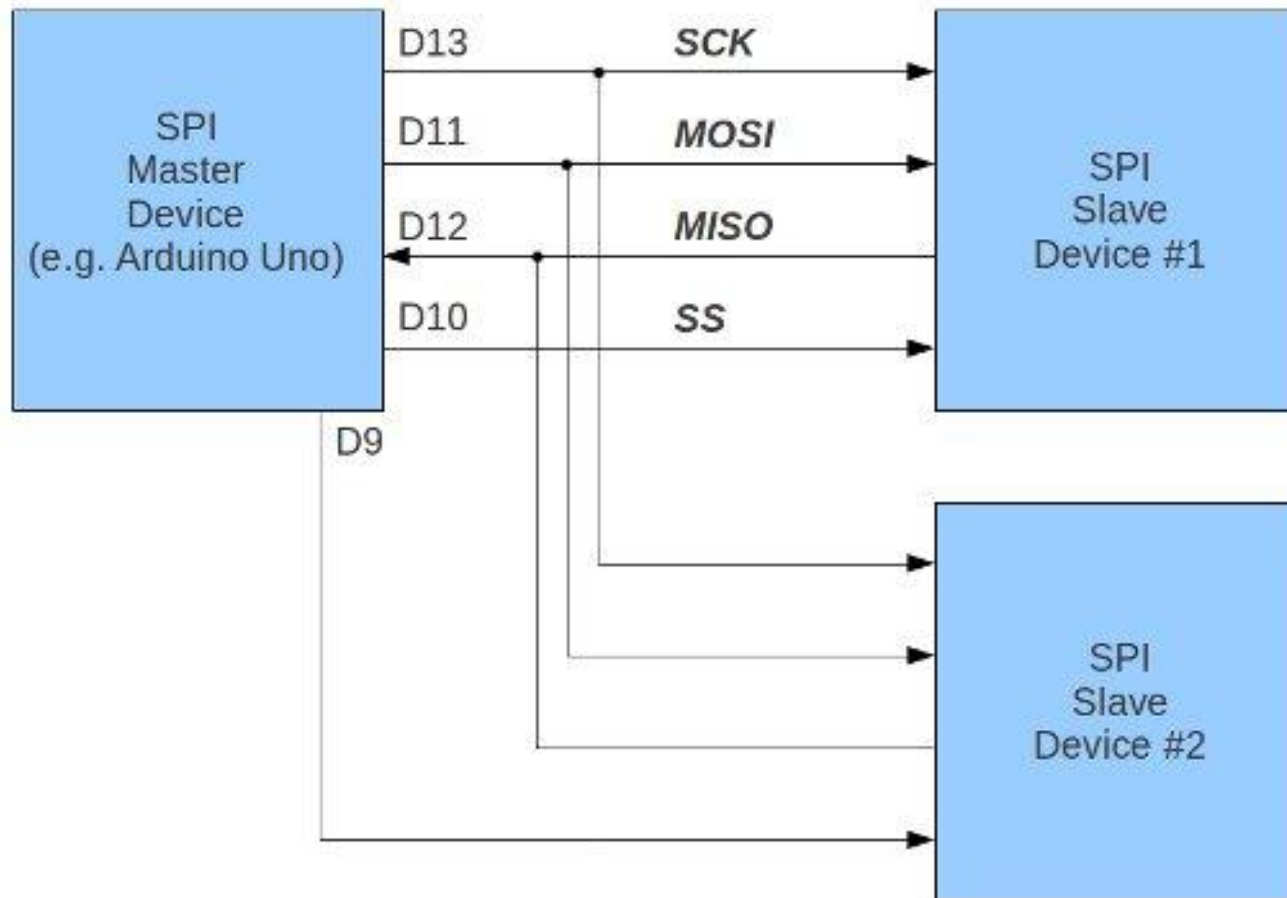 SPI
Master
Device
(e.g. Arduino Uno)
D13
SCK
D11
MOSI
D12
MISO
D10
SS
D9
SPI
Slave
Device #1
SPI
Slave
Device #2